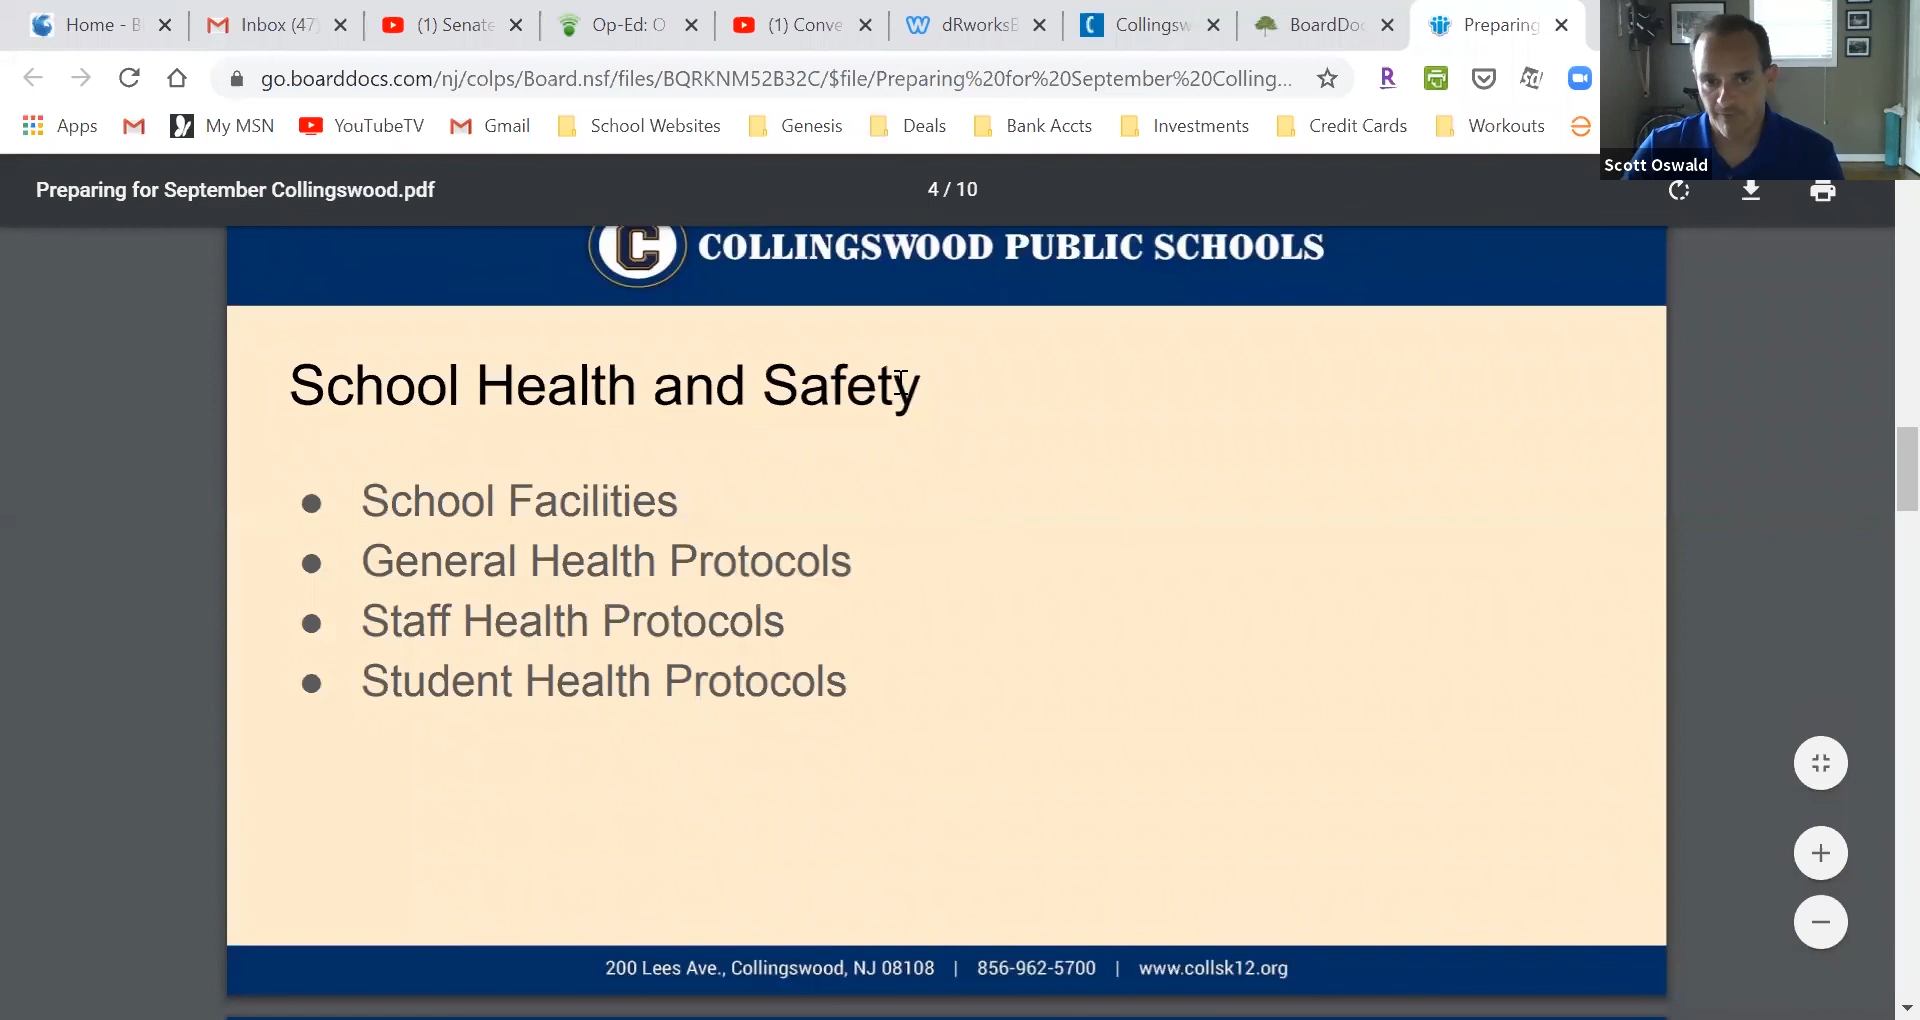 Home - B
Inbox (47)
(1) Senate
Op-Ed: O
(1) Conve
dRworksB
Collingsw
BoardDoc
Preparing
go.boarddocs.com/nj/colps/Board.nsf/files/BQRKNM52B32C/$file/Preparing%20for%20September%20Colling...
Apps
My MSN
YouTubeTV
Gmail
School Websites
Genesis
Deals
Bank Accts
Investments
Credit Cards
Workouts
Scott Oswald
Preparing for September Collingswood.pdf
4 / 10
C COLLINGSWOOD PUBLIC SCHOOLS
School Health and Safety
● School Facilities
● General Health Protocols
● Staff Health Protocols
● Student Health Protocols
200 Lees Ave., Collingswood, NJ 08108 | 856-962-5700 | www.collsk12.org